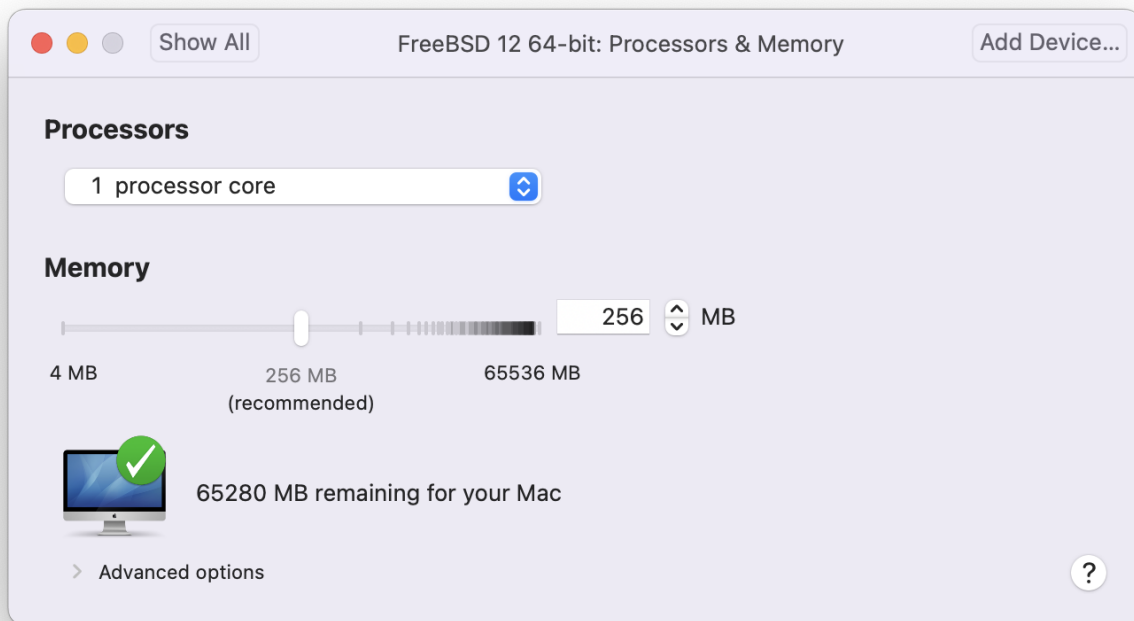 Show All
FreeBSD 12 64-bit: Processors & Memory
Add Device...
Processors
1 processor core
Memory
256
MB
4 MB
256 MB
65536 MB
(recommended)
65280 MB remaining for your Mac
Advanced options
?